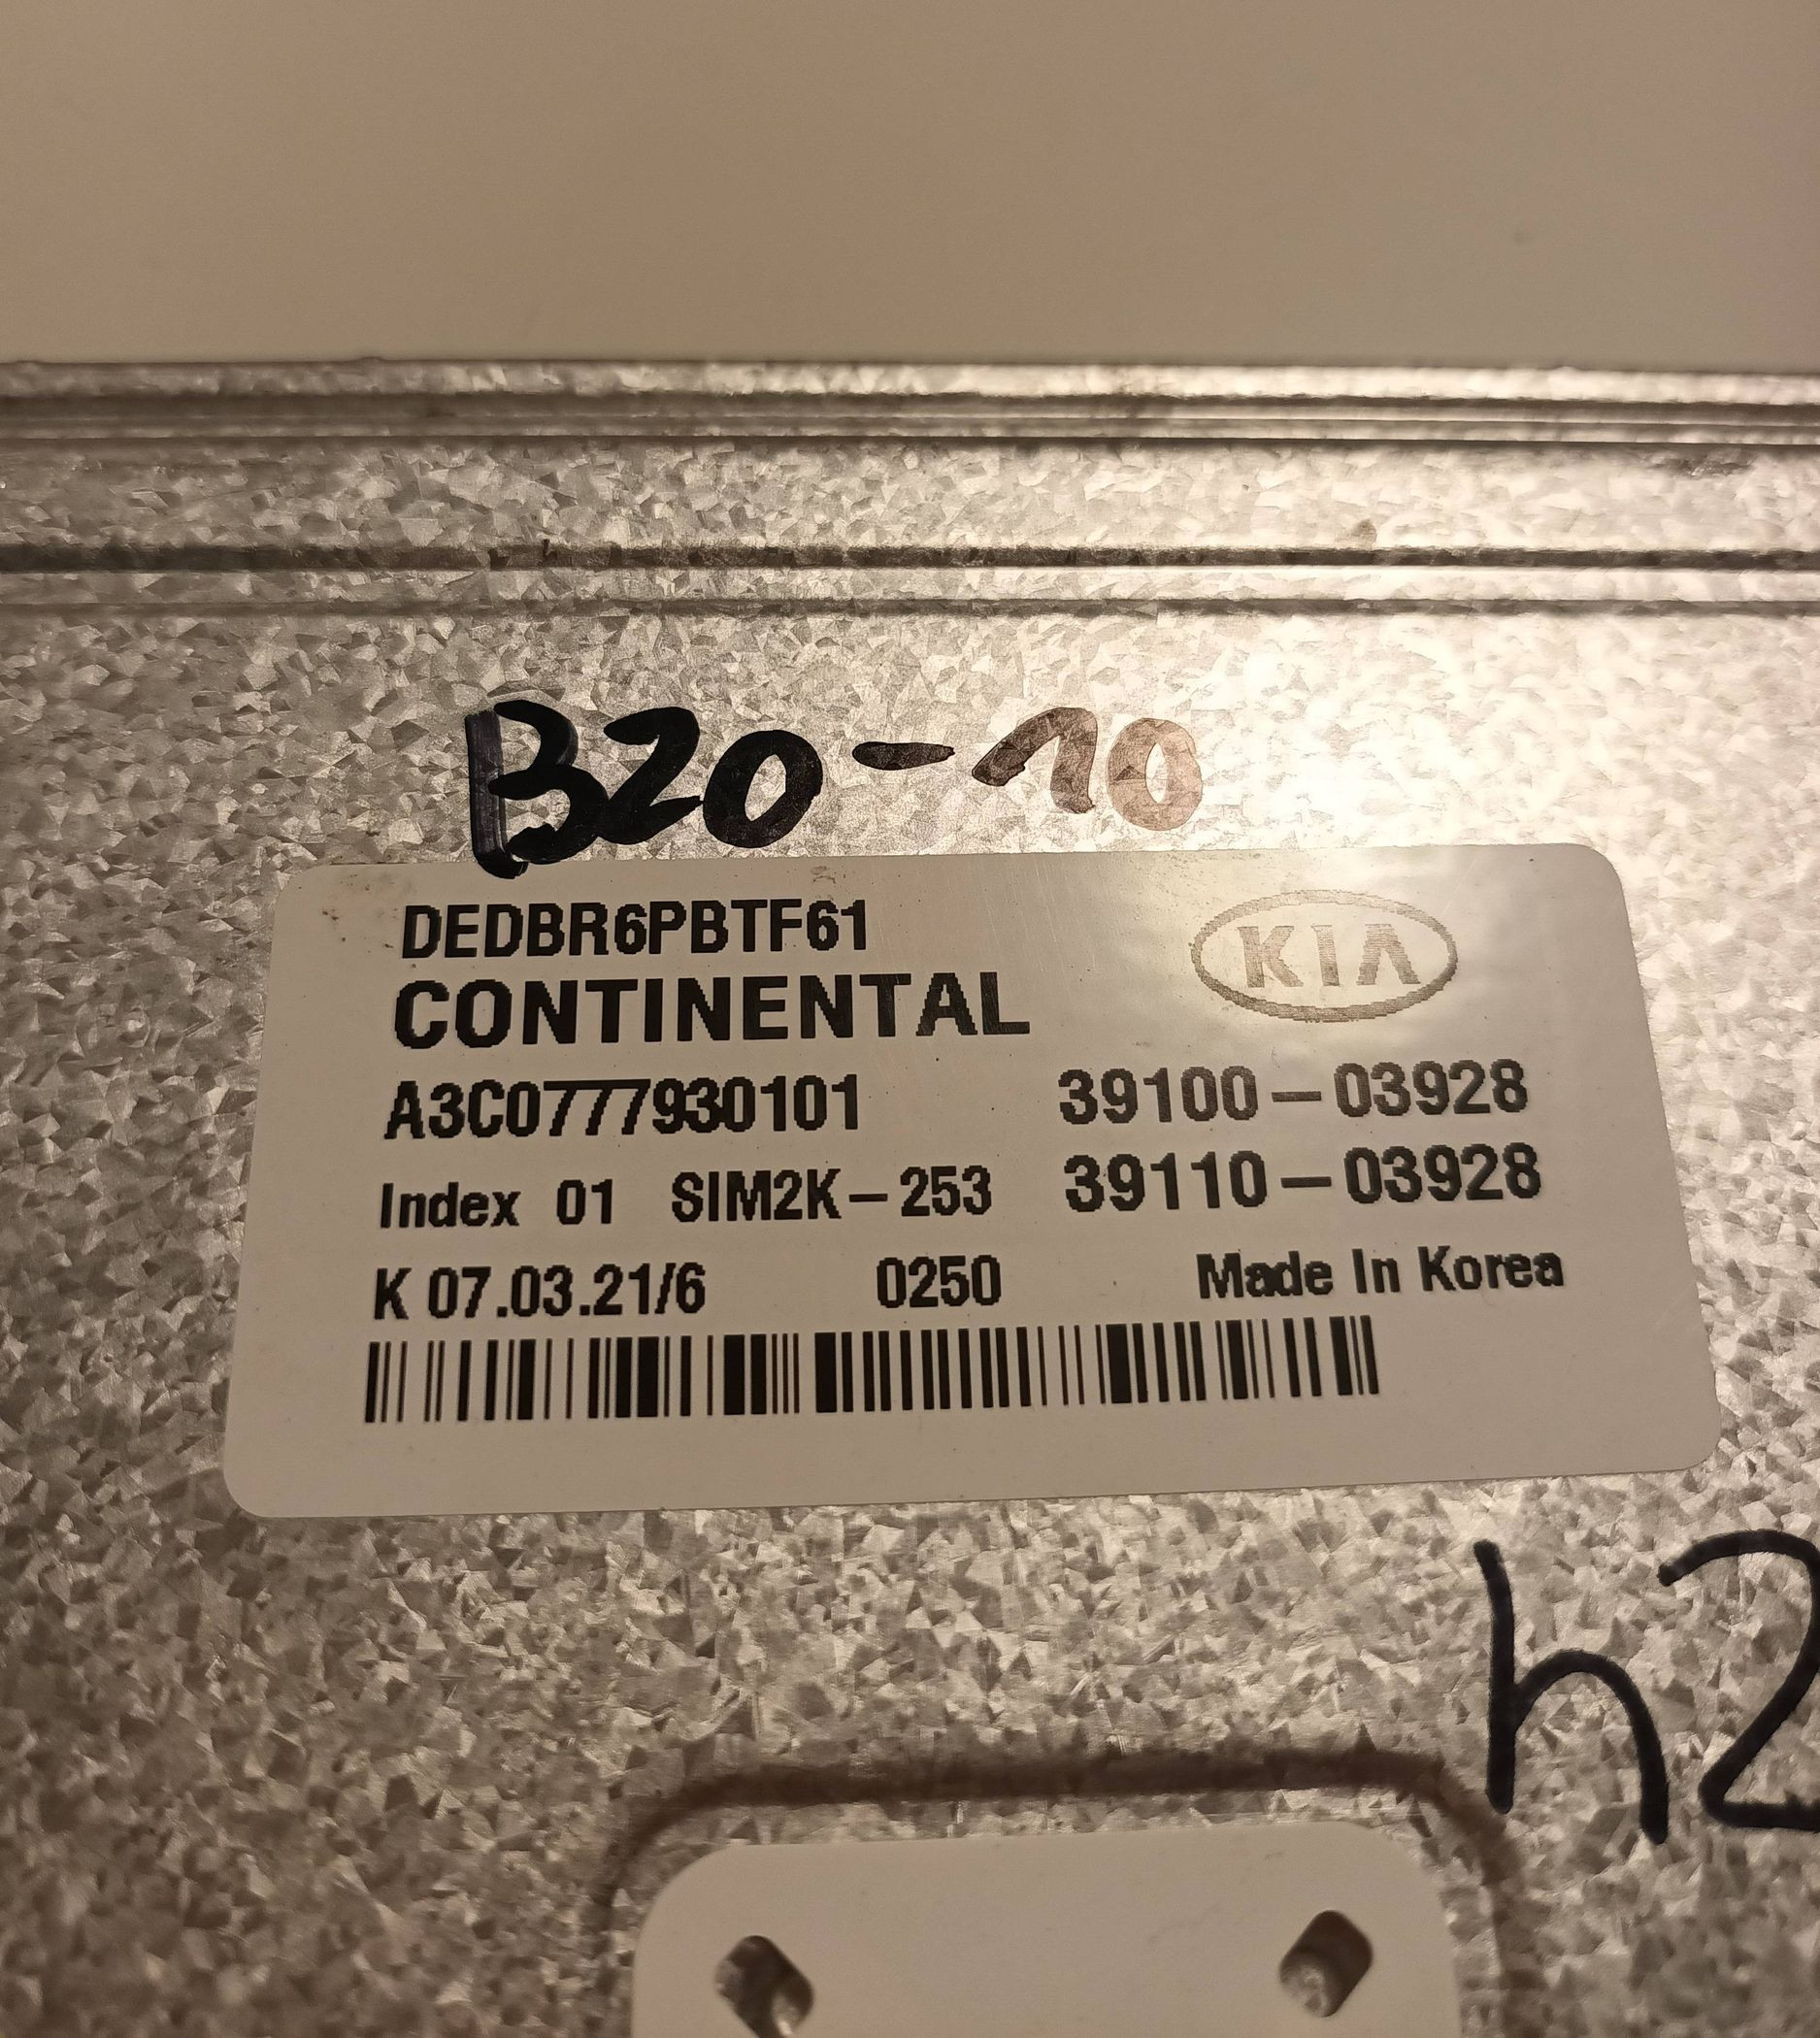 B20-10
DEDBR6PBTF61
KIA
CONTINENTAL
A3C0777930101 39100-03928
Index 01 SIM2K-253 39110-03928
K 07.03.21/6 0250 Made In Korea
h2